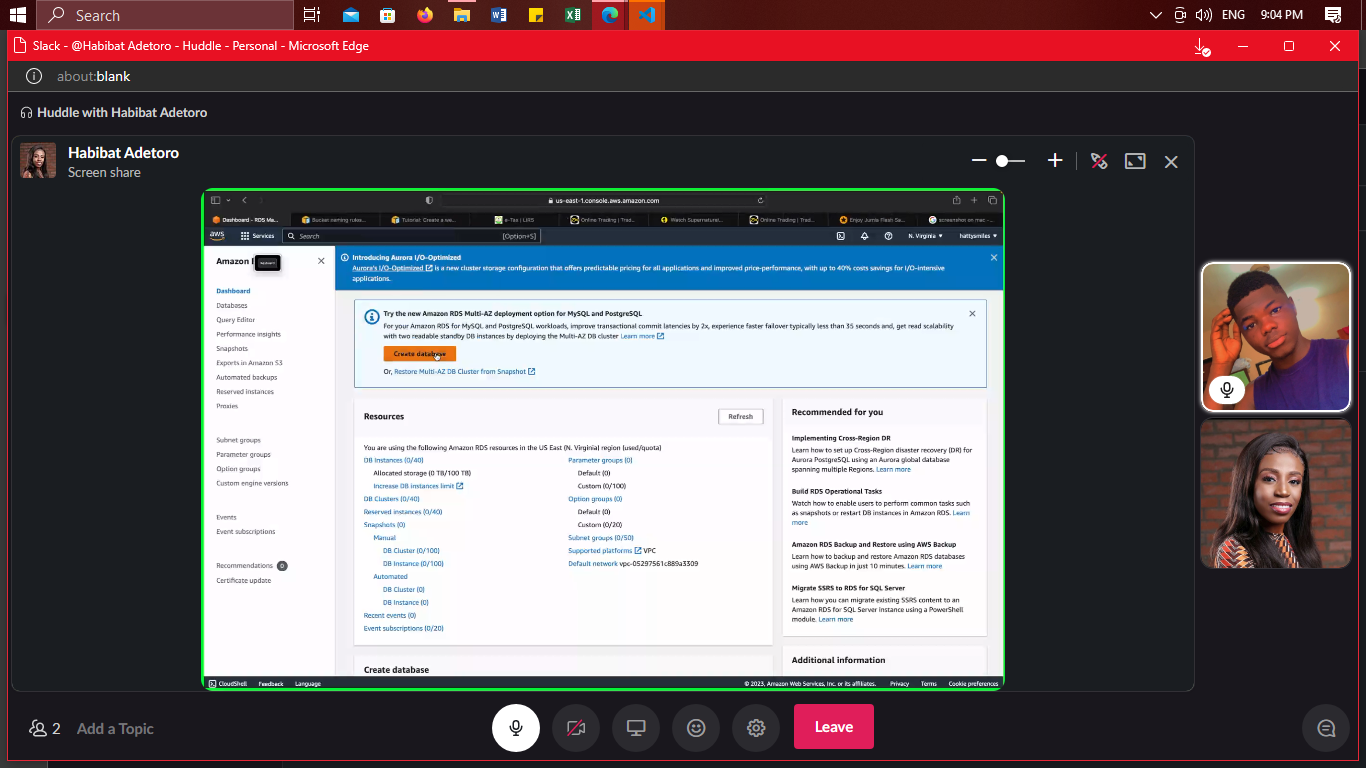 Search
ENG
9:04 PM
Slack - @Habibat Adetoro - Huddle - Personal - Microsoft Edge
about:blank
Huddle with Habibat Adetoro
Habibat Adetoro
Screen share
us-east-1.console.aws.amazon.com
Dashboard - RDS Ma...
Bucket naming rules...
Tutorial: Create a we...
e-Tax | LIRS
Online Trading | Trad...
Watch Supernatural...
Online Trading | Trad...
Enjoy Jumia Flash Sa...
screenshot on mac -...
aws
Services
Search
[Option+S]
N. Virginia
hattysmiles
Amazon
Dashboard
Databases
Query Editor
Performance insights
Snapshots
Exports in Amazon S3
Automated backups
Reserved instances
Proxies
Subnet groups
Parameter groups
Option groups
Custom engine versions
Events
Event subscriptions
Recommendations 0
Certificate update
Introducing Aurora I/O-Optimized
Aurora's I/O-Optimized is a new cluster storage configuration that offers predictable pricing for all applications and improved price-performance, with up to 40% costs savings for I/O-intensive
applications.
Try the new Amazon RDS Multi-AZ deployment option for MySQL and PostgreSQL
For your Amazon RDS for MySQL and PostgreSQL workloads, improve transactional commit latencies by 2x, experience faster failover typically less than 35 seconds and, get read scalability
with two readable standby DB instances by deploying the Multi-AZ DB cluster Learn more
Create database
Or, Restore Multi-AZ DB Cluster from Snapshot
Resources
Refresh
You are using the following Amazon RDS resources in the US East (N. Virginia) region (used/quota)
DB Instances (0/40)
Allocated storage (0 TB/100 TB)
Increase DB instances limit
DB Clusters (0/40)
Reserved instances (0/40)
Snapshots (0)
Manual
DB Cluster (0/100)
DB Instance (0/100)
Automated
DB Cluster (0)
DB Instance (0)
Recent events (0)
Event subscriptions (0/20)
Parameter groups (0)
Default (0)
Custom (0/100)
Option groups (0)
Default (0)
Custom (0/20)
Subnet groups (0/50)
Supported platforms VPC
Default network vpc-05297561c889a3309
Create database
Recommended for you
Implementing Cross-Region DR
Learn how to set up Cross-Region disaster recovery (DR) for
Aurora PostgreSQL using an Aurora global database
spanning multiple Regions. Learn more
Build RDS Operational Tasks
Watch how to enable users to perform common tasks such
as snapshots or restart DB instances in Amazon RDS. Learn
more
Amazon RDS Backup and Restore using AWS Backup
Learn how to backup and restore Amazon RDS databases
using AWS Backup in just 10 minutes. Learn more
Migrate SSRS to RDS for SQL Server
Learn how you can migrate existing SSRS content to an
Amazon RDS for SQL Server instance using a PowerShell
module. Learn more
Additional information
CloudShell
Feedback
Language
© 2023, Amazon Web Services, Inc. or its affiliates.
Privacy
Terms
Cookie preferences
2
Add a Topic
Leave